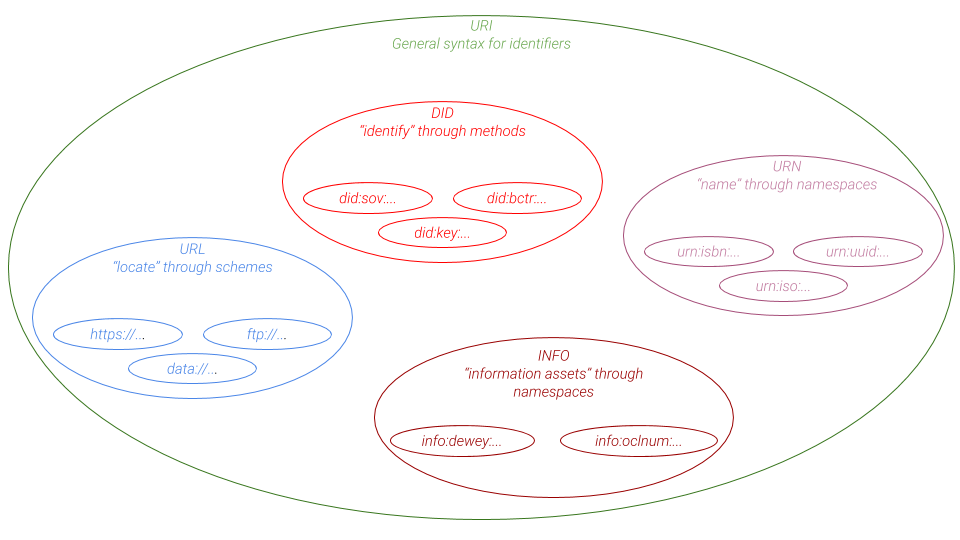 URI
General syntax for identifiers
DID
“identify” through methods
did:sov:...
did:bctr:...
did:key:...
URN
“name” through namespaces
urn:isbn:...
urn:uuid:...
urn:iso:...
URL
“locate” through schemes
https://...
ftp://...
data://...
INFO
“information assets” through
namespaces
info:dewey:...
info:oclnum:...